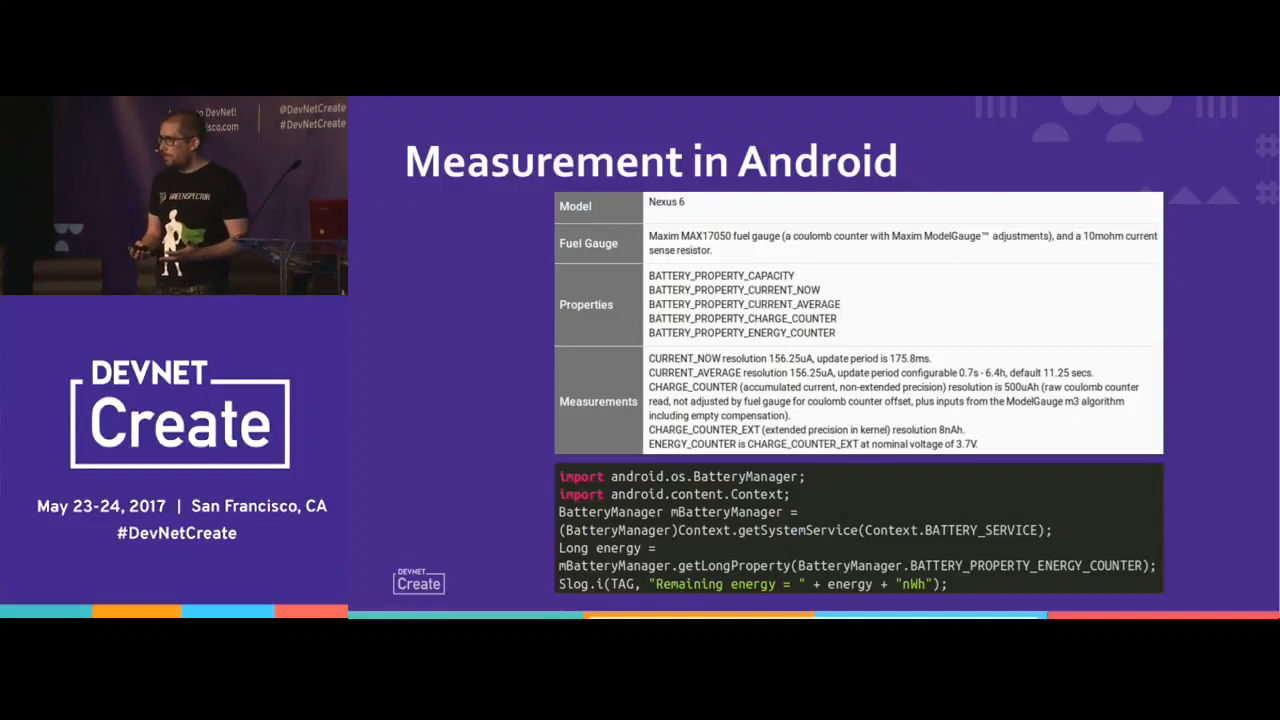 DevNet!
sco.com
@DevNetCreate
#DevNetCreate
GREENSPECTOR
DEVNET
Create
May 23-24, 2017 | San Francisco, CA
#DevNetCreate
Measurement in Android
Model
Nexus 6
Fuel Gauge
Maxim MAX17050 fuel gauge (a coulomb counter with Maxim ModelGauge™ adjustments), and a 10mohm current
sense resistor.
Properties
BATTERY_PROPERTY_CAPACITY
BATTERY_PROPERTY_CURRENT_NOW
BATTERY_PROPERTY_CURRENT_AVERAGE
BATTERY_PROPERTY_CHARGE_COUNTER
BATTERY_PROPERTY_ENERGY_COUNTER
Measurements
CURRENT_NOW resolution 156.25uA, update period is 175.8ms.
CURRENT_AVERAGE resolution 156.25uA, update period configurable 0.7s - 6.4h, default 11.25 secs.
CHARGE_COUNTER (accumulated current, non-extended precision) resolution is 500uAh (raw coulomb counter
read, not adjusted by fuel gauge for coulomb counter offset, plus inputs from the ModelGauge m3 algorithm
including empty compensation).
CHARGE_COUNTER_EXT (extended precision in kernel) resolution 8nAh.
ENERGY_COUNTER is CHARGE_COUNTER_EXT at nominal voltage of 3.7V.
import android.os.BatteryManager;
import android.content.Context;
BatteryManager mBatteryManager =
(BatteryManager)Context.getSystemService(Context.BATTERY_SERVICE);
Long energy =
mBatteryManager.getLongProperty(BatteryManager.BATTERY_PROPERTY_ENERGY_COUNTER);
Slog.i(TAG, "Remaining energy = " + energy + "nWh");
DEVNET
Create